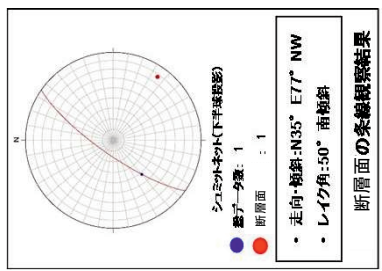 N
シュミットネット(下半球投影)
総データ数： 1
断層面 ： 1
・ 走向・傾斜:N35°E77°NW
・ レイク角:50°南傾斜
断層面の条線観察結果